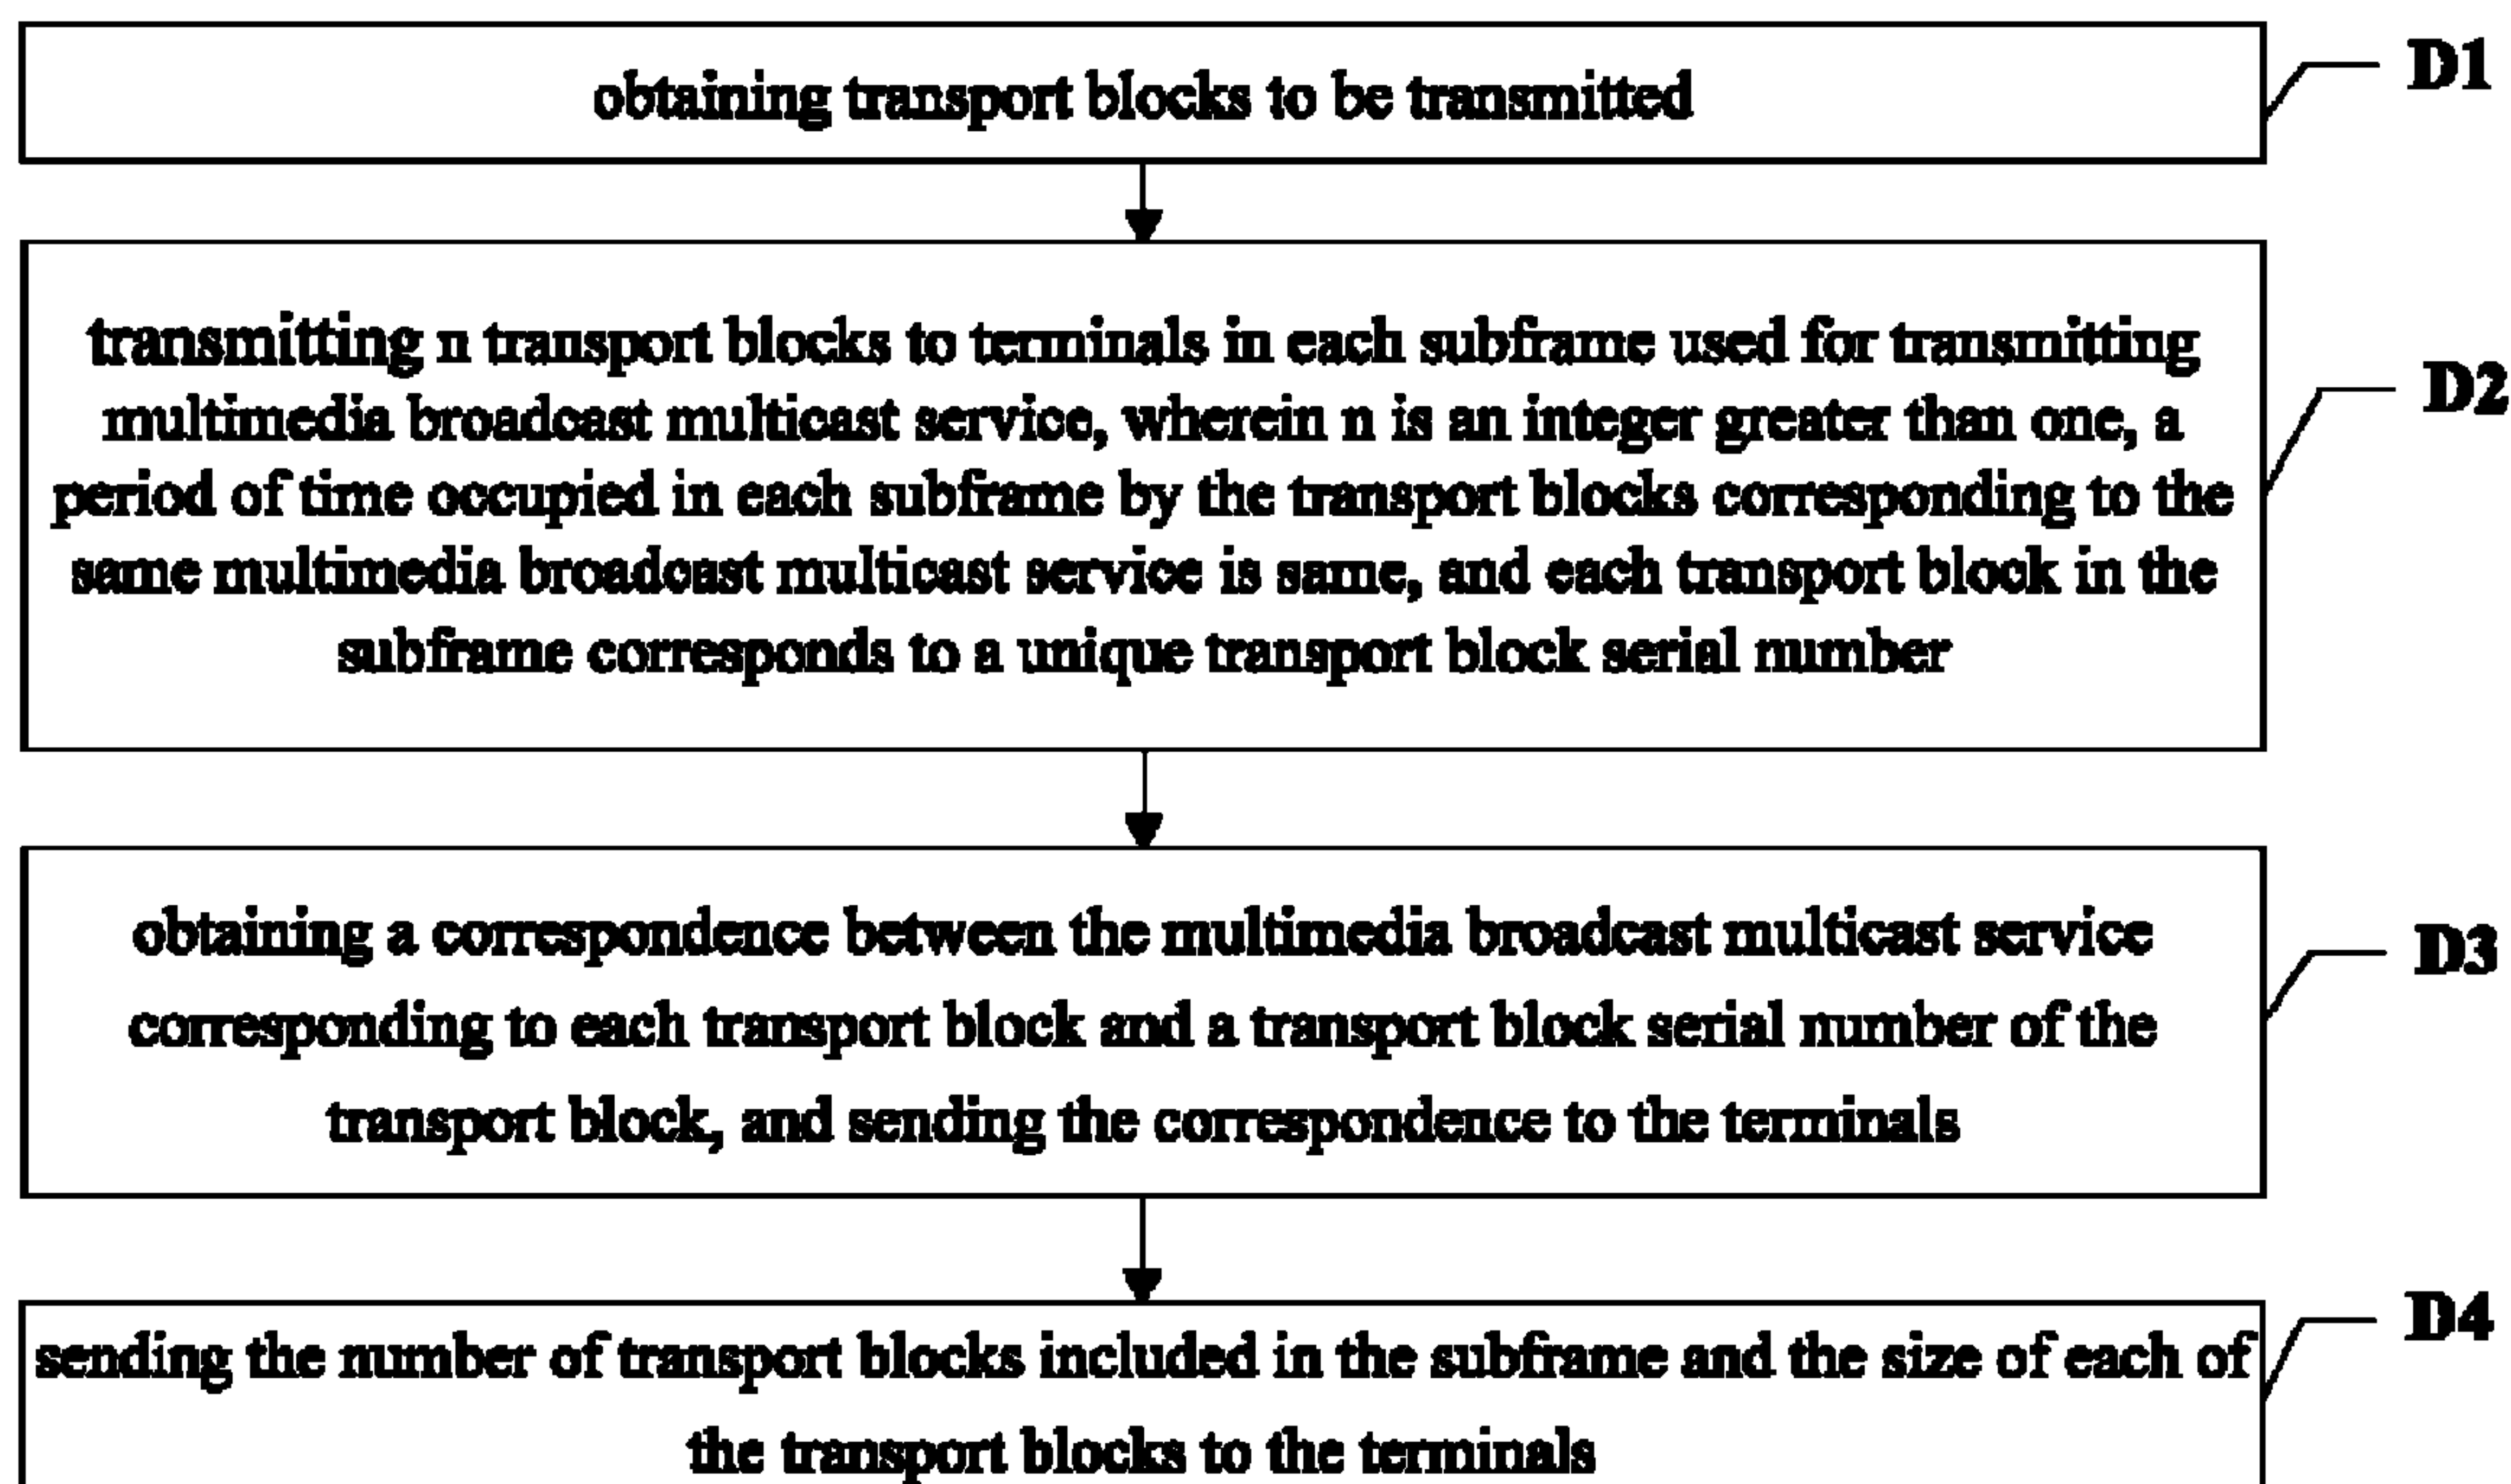 obtaining transport blocks to be transmitted
D1
transmitting n transport blocks to terminals in each subframe used for transmitting
multimedia broadcast multicast service, wherein n is an integer greater than one, a
period of time occupied in each subframe by the transport blocks corresponding to the
same multimedia broadcast multicast service is same, and each transport block in the
subframe corresponds to a unique transport block serial number
D2
obtaining a correspondence between the multimedia broadcast multicast service
corresponding to each transport block and a transport block serial number of the
transport block, and sending the correspondence to the terminals
D3
sending the number of transport blocks included in the subframe and the size of each of
the transport blocks to the terminals
D4